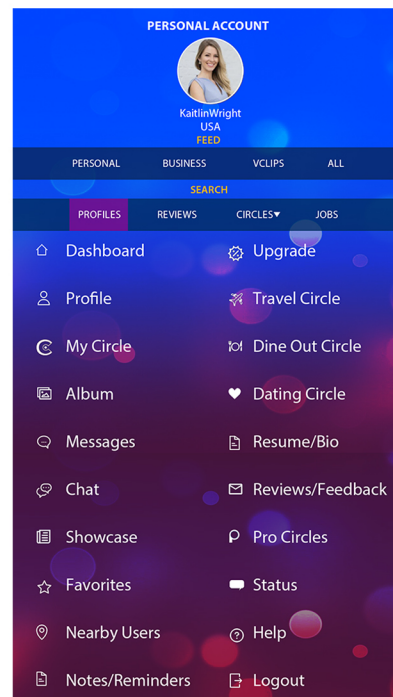 PERSONAL ACCOUNT
KaitlinWright
USA
FEED
PERSONAL BUSINESS VCLIPS ALL
SEARCH
PROFILES REVIEWS CIRCLES▼ JOBS
Dashboard Upgrade
Profile Travel Circle
My Circle Dine Out Circle
Album Dating Circle
Messages Resume/Bio
Chat Reviews/Feedback
Showcase Pro Circles
Favorites Status
Nearby Users Help
Notes/Reminders Logout